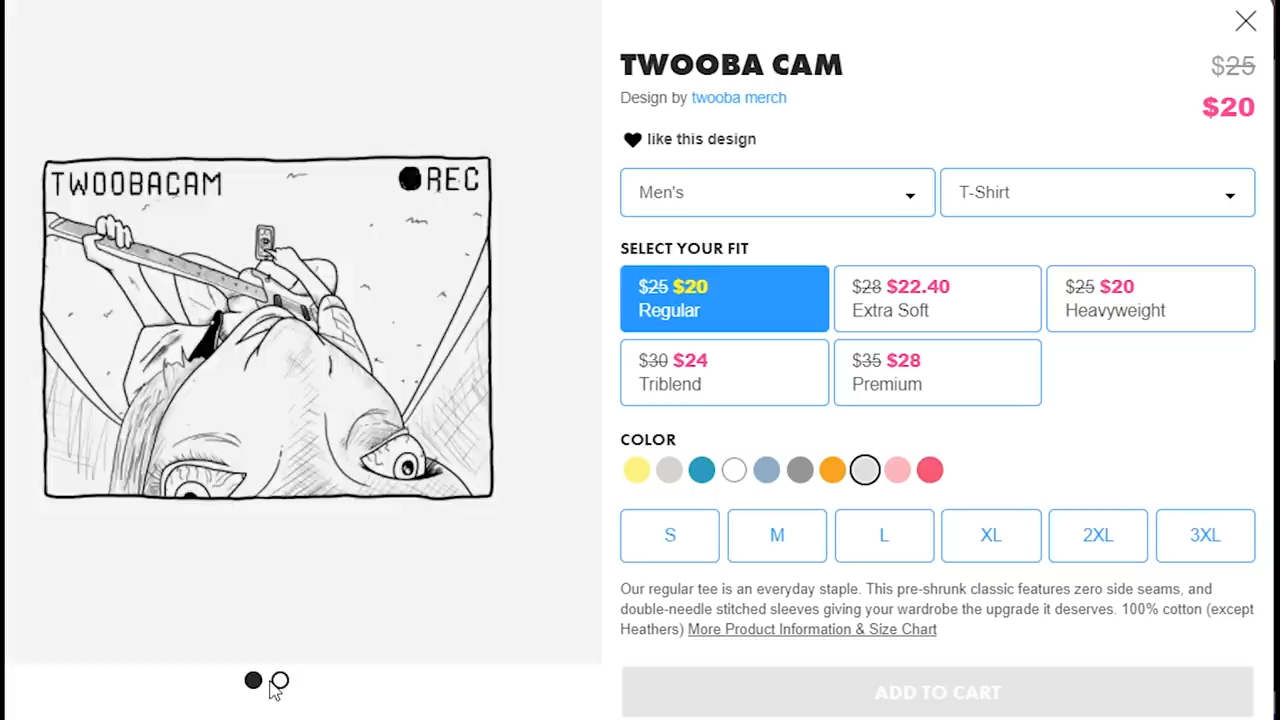 TWOOBACAM
REC
TWOOBA CAM
$25
Design by twooba merch
$20
like this design
Men's
T-Shirt
SELECT YOUR FIT
$25 $20
Regular
$28 $22.40
Extra Soft
$25 $20
Heavyweight
$30 $24
Triblend
$35 $28
Premium
COLOR
S
M
L
XL
2XL
3XL
Our regular tee is an everyday staple. This pre-shrunk classic features zero side seams, and
double-needle stitched sleeves giving your wardrobe the upgrade it deserves. 100% cotton (except
Heathers) More Product Information & Size Chart
ADD TO CART